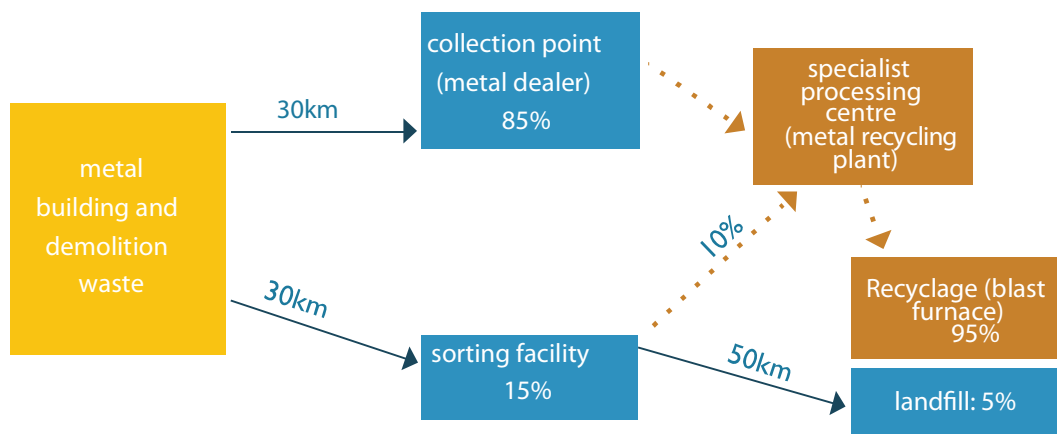 metal
building and
demolition
waste
30km
30km
collection point
(metal dealer)
85%
sorting facility
15%
10%
50km
specialist
processing
centre
(metal recycling
plant)
Recyclage (blast
furnace)
95%
landfill: 5%